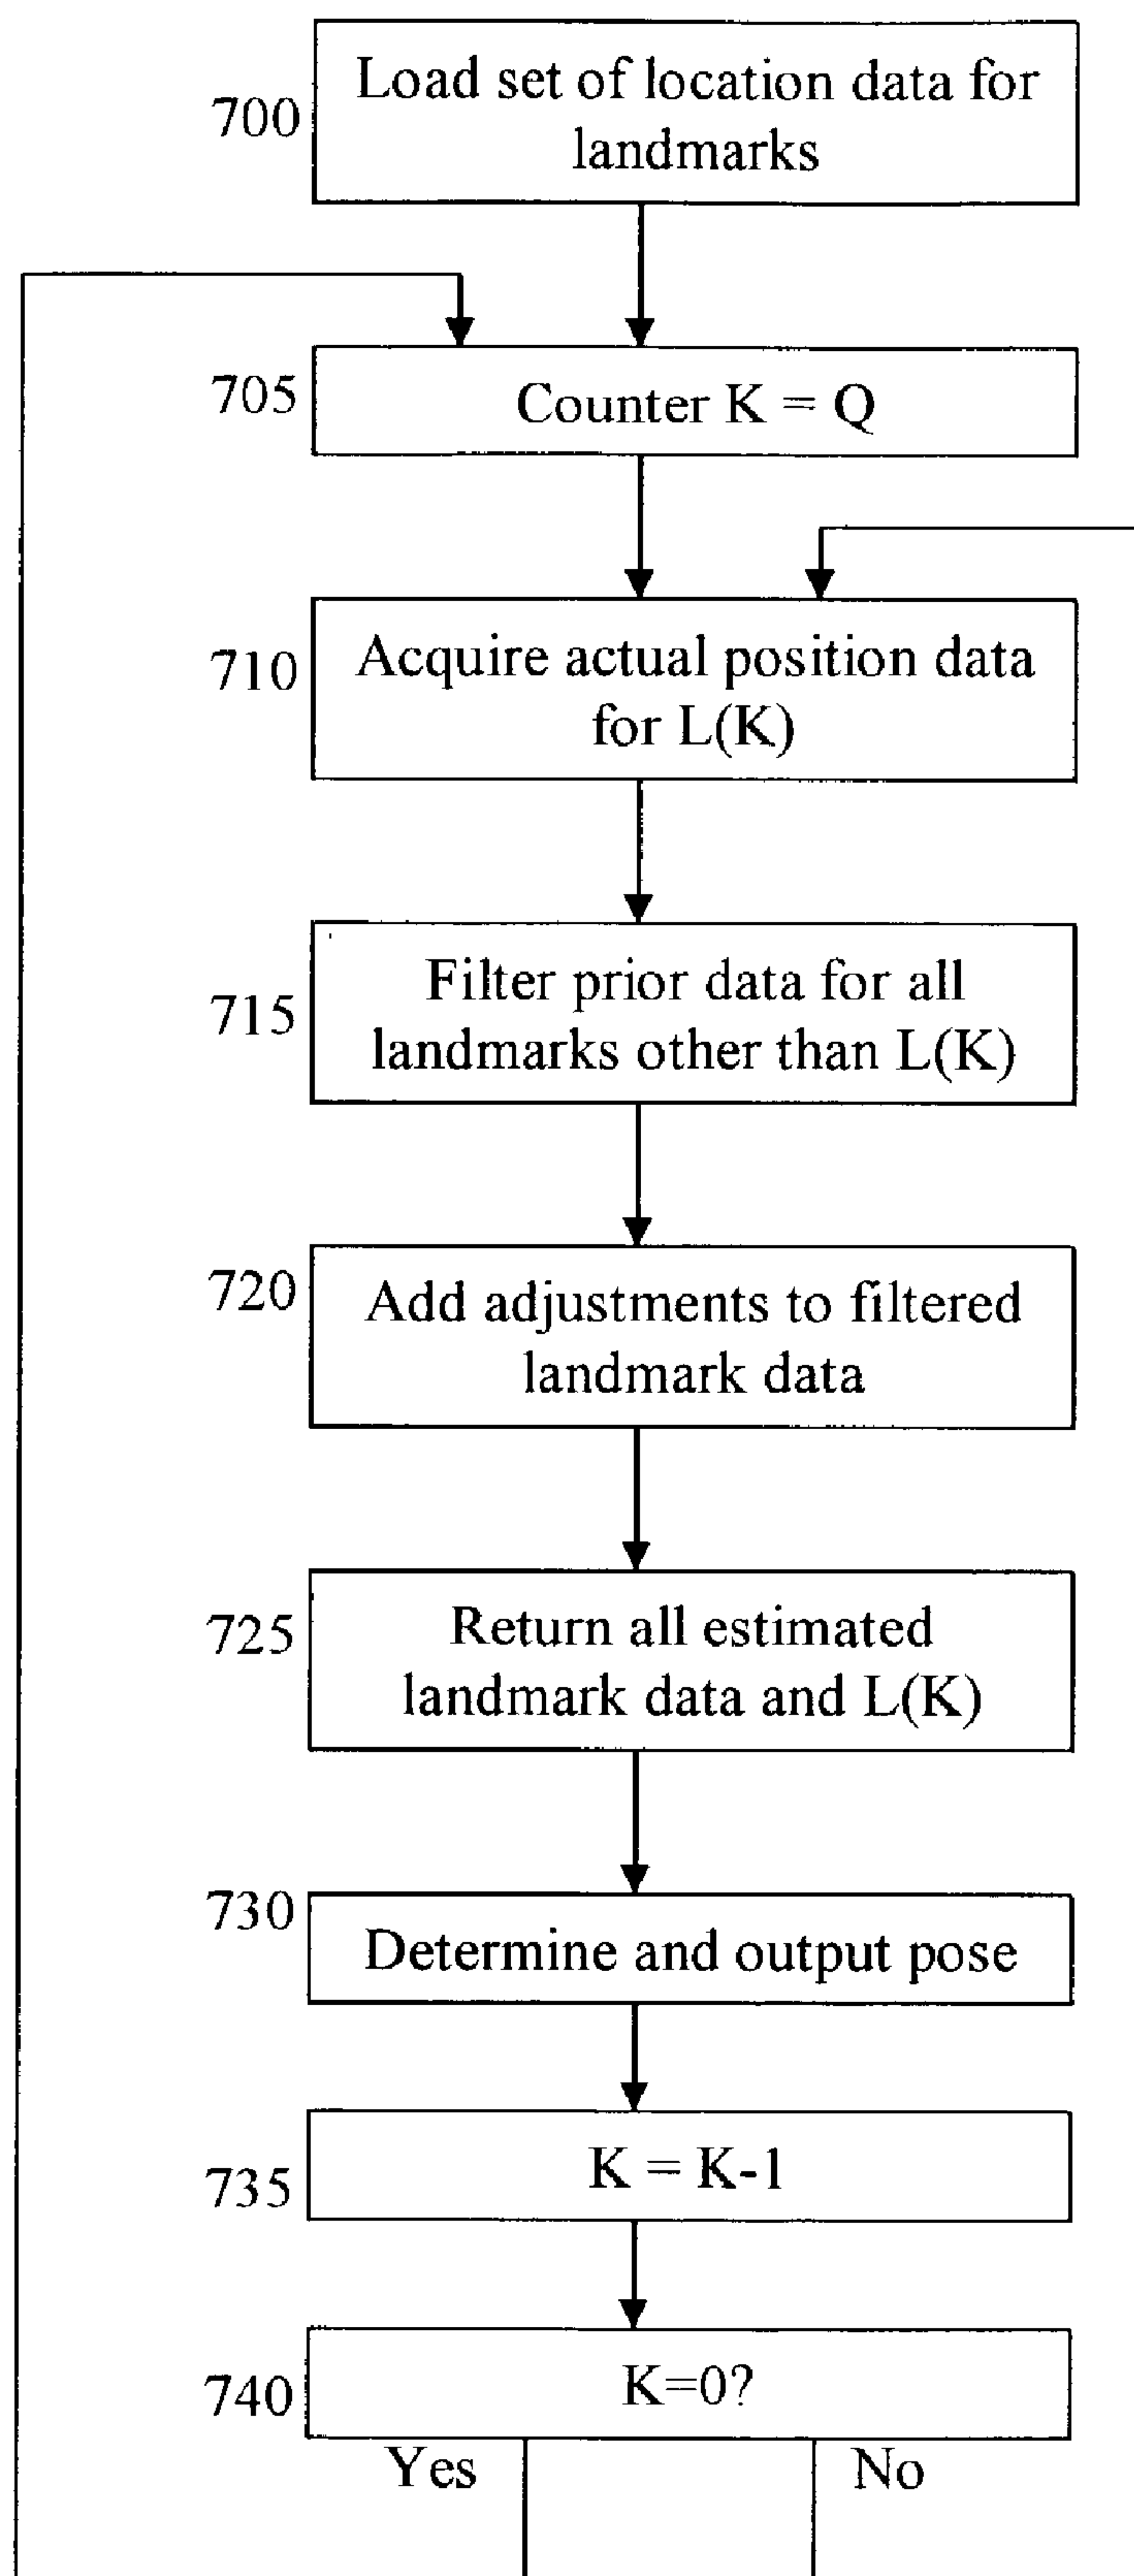 700
Load set of location data for
landmarks
705
Counter K = Q
710
Acquire actual position data
for L(K)
715
Filter prior data for all
landmarks other than L(K)
720
Add adjustments to filtered
landmark data
725
Return all estimated
landmark data and L(K)
730
Determine and output pose
735
K = K-1
740
K=0?
Yes
No